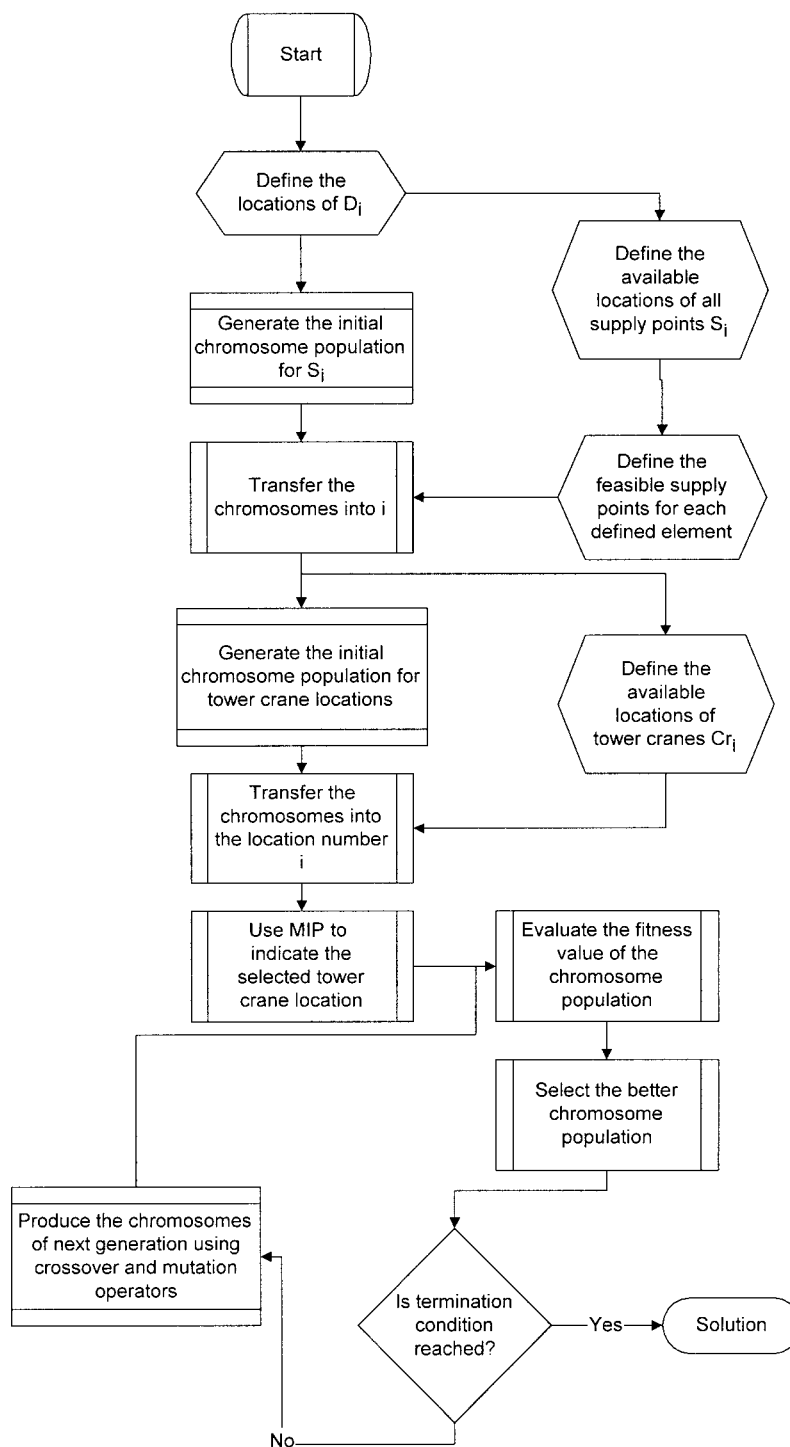 Start
Define the
locations of Di
Define the
available
locations of all
supply points Si
Generate the initial
chromosome population
for Si
Transfer the
chromosomes into i
Define the
feasible supply
points for each
defined element
Generate the initial
chromosome population for
tower crane locations
Define the
available
locations of
tower cranes Cri
Transfer the
chromosomes into
the location number
i
Use MIP to
indicate the
selected tower
crane location
Evaluate the fitness
value of the
chromosome
population
Select the better
chromosome
population
Produce the chromosomes
of next generation using
crossover and mutation
operators
Is termination
condition
reached?
Yes
Solution
No